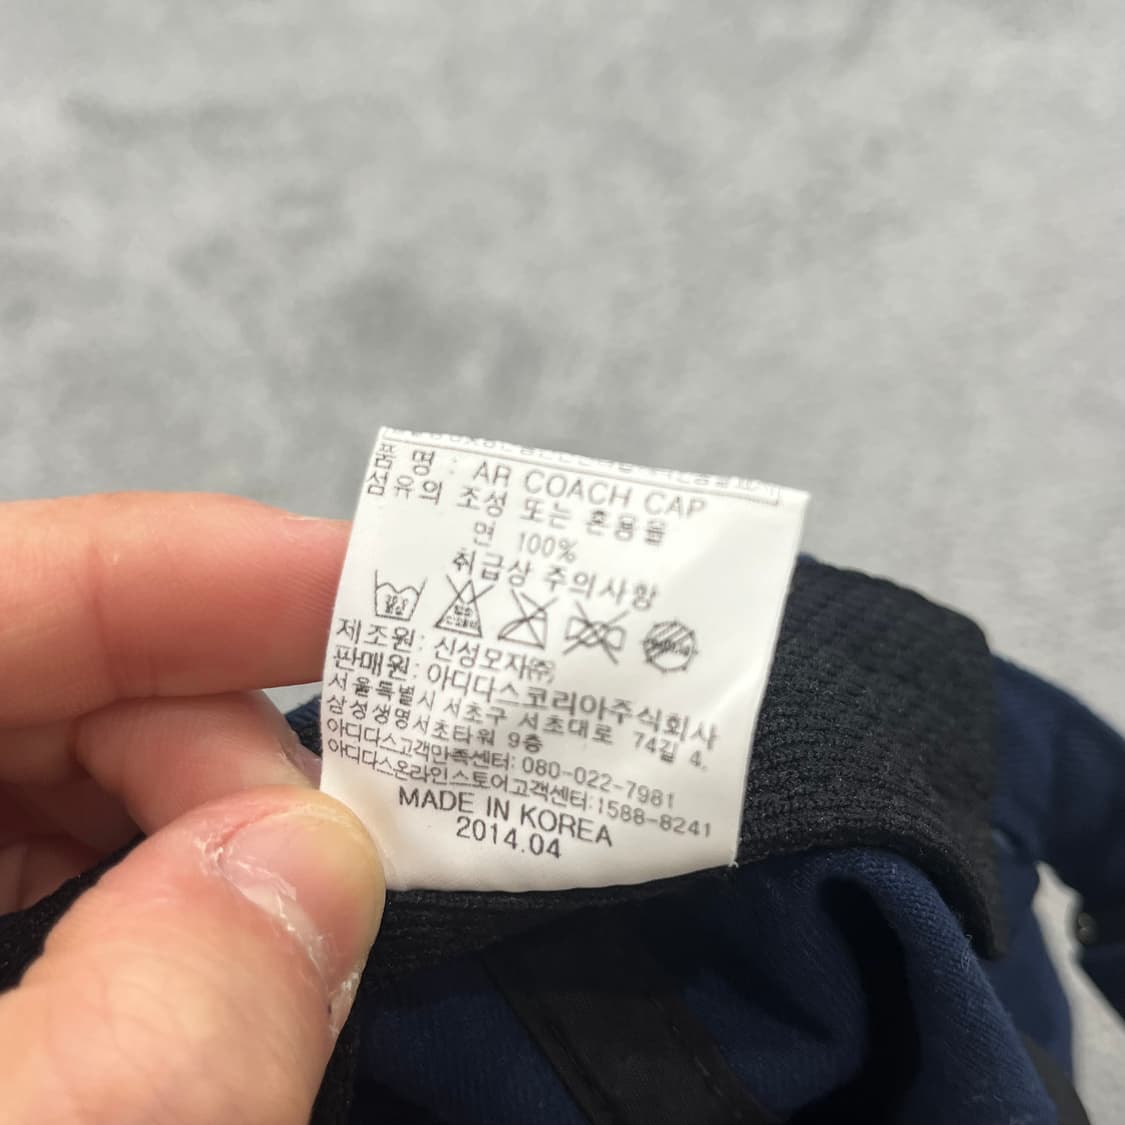 품 명 : AR COACH CAP
섬유의 조성 또는 혼용율
면 100%
취급상 주의사항
제조원 : 신성모자㈜
판매원 : 아디다스코리아주식회사
서울특별시 서초구 서초대로 74길 4,
삼성생명서초타워 9층
아디다스고객만족센터: 080-022-7981
아디다스온라인스토어고객센터:1588-8241
MADE IN KOREA
2014.04